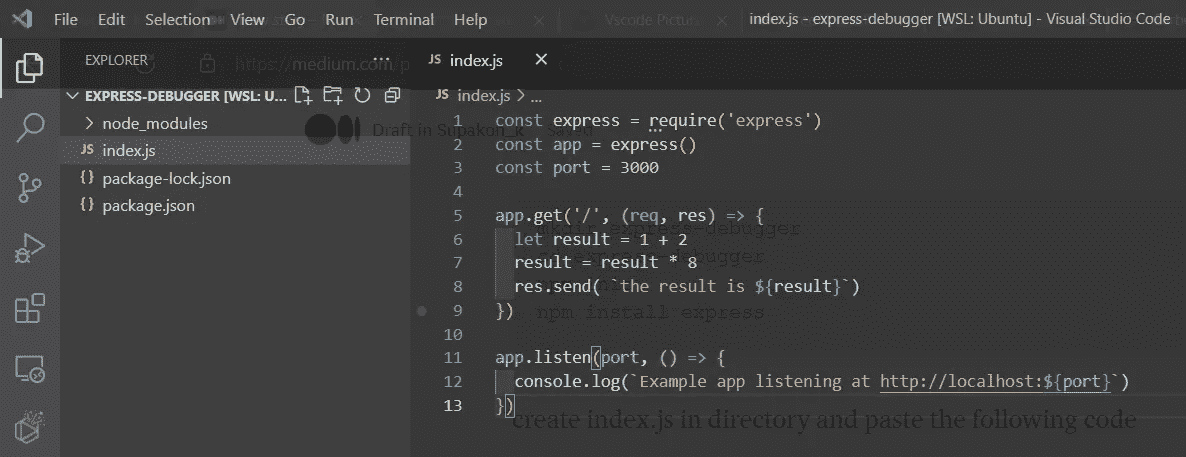 File Edit Selection View Go Run Terminal Help
Vscode Picture
index.js - express-debugger [WSL: Ubuntu] - Visual Studio Code
EXPLORER
https://medium.com/p
JS index.js
EXPRESS-DEBUGGER [WSL: U...
JS index.js > ...
node_modules
JS index.js
{} package-lock.json
{} package.json
Draft in Supakon_k Saved
1 const express = require('express')
2 const app = express()
3 const port = 3000
4
5 app.get('/', (req, res) => {
mkdir express-debugger
6 let result = 1 + 2
express-debugger
7 result = result * 8
8 res.send( `the result is ${result}`)
9 })
npm install express
10
11 app.listen(port, () => {
12 console.log(`Example app listening at http://localhost:${port}`)
13 })
create index.js in directory and paste the following code